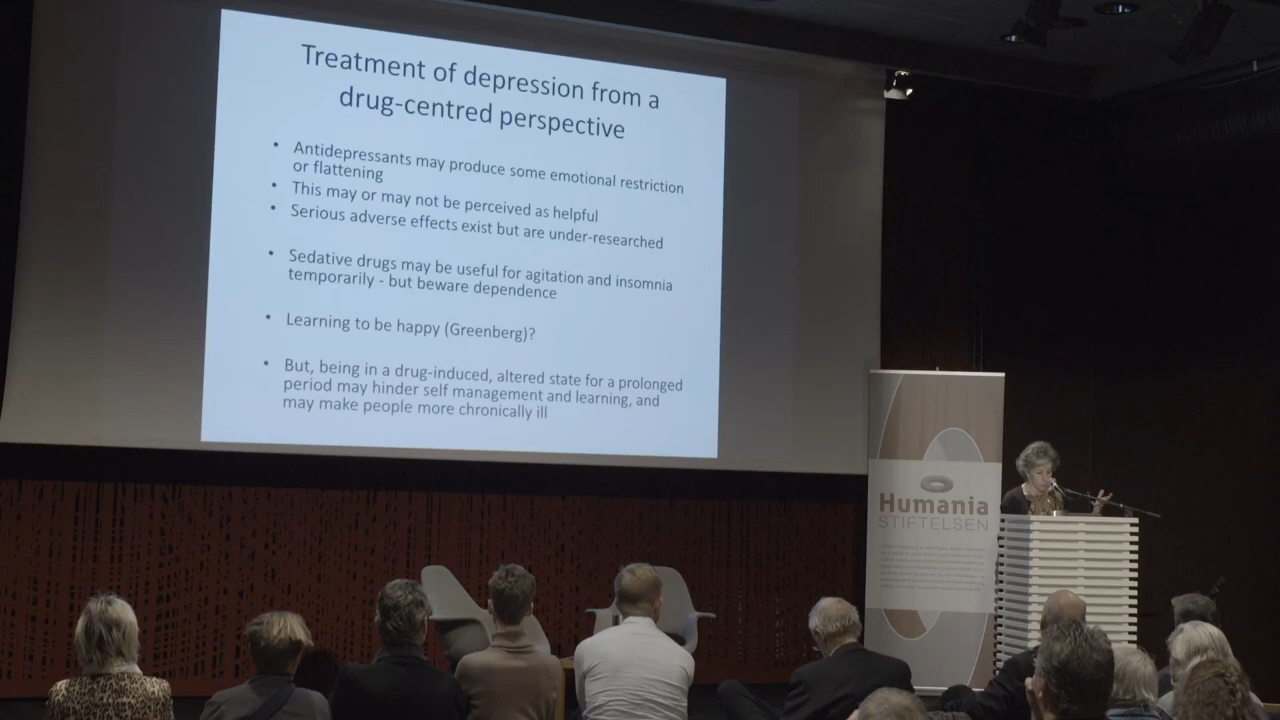 Treatment of depression from a
drug-centred perspective
• Antidepressants may produce some emotional restriction
or flattening
• This may or may not be perceived as helpful
• Serious adverse effects exist but are under-researched
• Sedative drugs may be useful for agitation and insomnia
temporarily - but beware dependence
• Learning to be happy (Greenberg)?
• But, being in a drug-induced, altered state for a prolonged
period may hinder self management and learning, and
may make people more chronically ill
Humania
STIFTELSEN